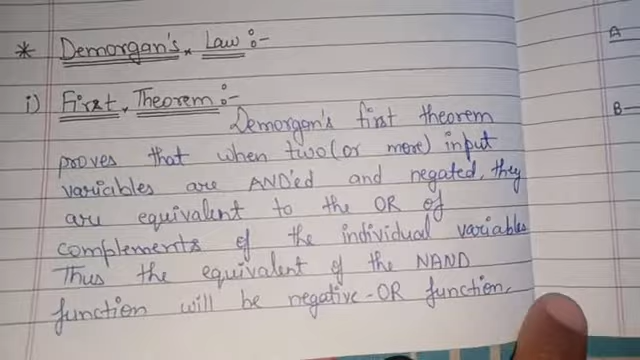 * Demorgan's Law :-
i) First Theorem :-
Demorgan's first theorem
proves that when two (or more) input
variables are AND'ed and negated, they
are equivalent to the OR of
complements of the individual variables
Thus the equivalent of the NAND
function will be negative-OR function.
A
B-